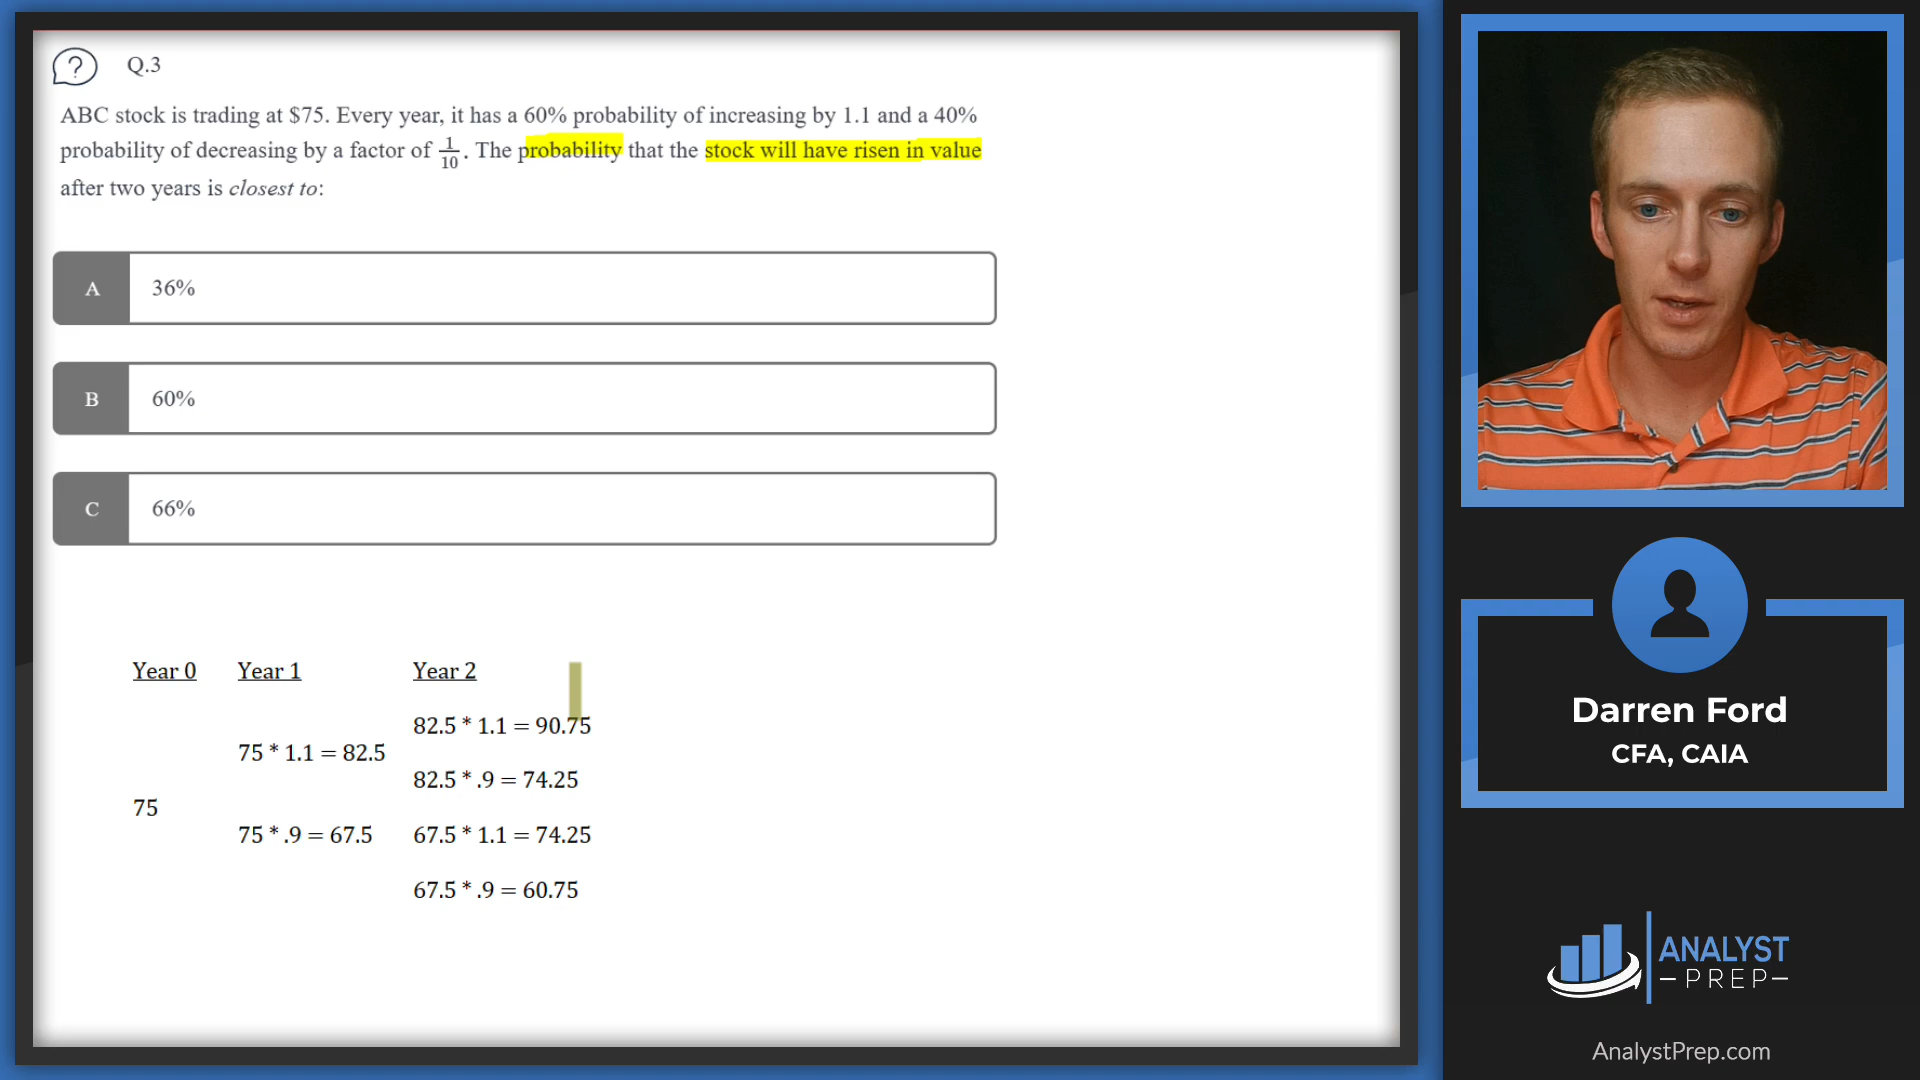 Q.3
ABC stock is trading at $75. Every year, it has a 60% probability of increasing by 1.1 and a 40%
probability of decreasing by a factor of 1/10. The probability that the stock will have risen in value
after two years is closest to:
A 36%
B 60%
C 66%
Year 0 Year 1 Year 2
82.5 * 1.1 = 90.75
75 * 1.1 = 82.5
82.5 * .9 = 74.25
75
75 * .9 = 67.5 67.5 * 1.1 = 74.25
67.5 * .9 = 60.75
Darren Ford
CFA, CAIA
ANALYST
PREP
AnalystPrep.com